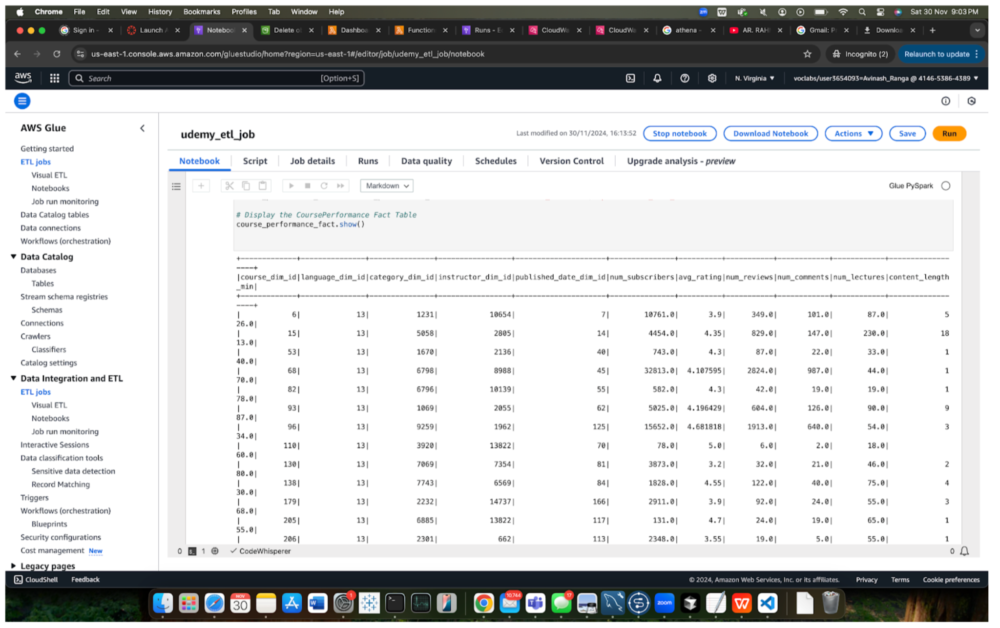 Chrome File Edit View History Bookmarks Profiles Tab Window Help zm Sat 30 Nov 9:03 PM
Sign in - Launch A Noteboo Delete o Dashboa Function Runs - E CloudWa CloudWa athena - AR. RAH Gmail: P Downloa
us-east-1.console.aws.amazon.com/gluestudio/home?region=us-east-1#/editor/job/udemy_etl_job/notebook Incognito (2) Relaunch to update
aws Search [Option+S] N. Virginia ▼ voclabs/user3654093=Avinash_Ranga @ 4146-5386-4389 ▼
AWS Glue
Getting started
ETL jobs
Visual ETL
Notebooks
Job run monitoring
Data Catalog tables
Data connections
Workflows (orchestration)
Data Catalog
Databases
Tables
Stream schema registries
Schemas
Connections
Crawlers
Classifiers
Catalog settings
Data Integration and ETL
ETL jobs
Visual ETL
Notebooks
Job run monitoring
Interactive Sessions
Data classification tools
Sensitive data detection
Record Matching
Triggers
Workflows (orchestration)
Blueprints
Security configurations
Cost management New
Legacy pages
udemy_etl_job Last modified on 30/11/2024, 16:13:52 Stop notebook Download Notebook Actions ▼ Save Run
Notebook Script Job details Runs Data quality Schedules Version Control Upgrade analysis - preview
Markdown Glue PySpark
# Display the CoursePerformance Fact Table
course_performance_fact.show()
+-------------+---------------+---------------+-----------------+---------------------+---------------+----------+-----------+------------+------------+--------------
----+
|course_dim_id|language_dim_id|category_dim_id|instructor_dim_id|published_date_dim_id|num_subscribers|avg_rating|num_reviews|num_comments|num_lectures|content_length
_min|
+-------------+---------------+---------------+-----------------+---------------------+---------------+----------+-----------+------------+------------+--------------
----+
| 6| 13| 1231| 10654| 7| 10761.0| 3.9| 349.0| 101.0| 87.0| 5
26.0|
| 15| 13| 5058| 2805| 14| 4454.0| 4.35| 829.0| 147.0| 230.0| 18
13.0|
| 53| 13| 1670| 2136| 40| 743.0| 4.3| 87.0| 22.0| 33.0| 1
40.0|
| 68| 13| 6798| 8988| 45| 32813.0| 4.107595| 2824.0| 987.0| 44.0| 1
70.0|
| 82| 13| 6796| 10139| 55| 582.0| 4.3| 42.0| 19.0| 19.0| 1
78.0|
| 93| 13| 1069| 2055| 62| 5025.0| 4.196429| 604.0| 126.0| 90.0| 9
87.0|
| 96| 13| 9259| 1962| 125| 15652.0| 4.681818| 1913.0| 640.0| 54.0| 3
34.0|
| 110| 13| 3920| 13822| 70| 78.0| 5.0| 6.0| 2.0| 18.0|
60.0|
| 130| 13| 7069| 7354| 81| 3873.0| 3.2| 32.0| 21.0| 46.0| 2
80.0|
| 138| 13| 7743| 6569| 84| 1828.0| 4.55| 122.0| 40.0| 75.0| 4
30.0|
| 179| 13| 2232| 14737| 166| 2911.0| 3.9| 92.0| 24.0| 55.0| 3
68.0|
| 205| 13| 6885| 13822| 117| 131.0| 4.7| 24.0| 19.0| 65.0| 1
55.0|
| 206| 13| 2301| 662| 113| 2348.0| 3.55| 19.0| 5.0| 55.0| 1
0 1 CodeWhisperer 0
CloudShell Feedback © 2024, Amazon Web Services, Inc. or its affiliates. Privacy Terms Cookie preferences
NOV 30 1 10,744 17 zoom